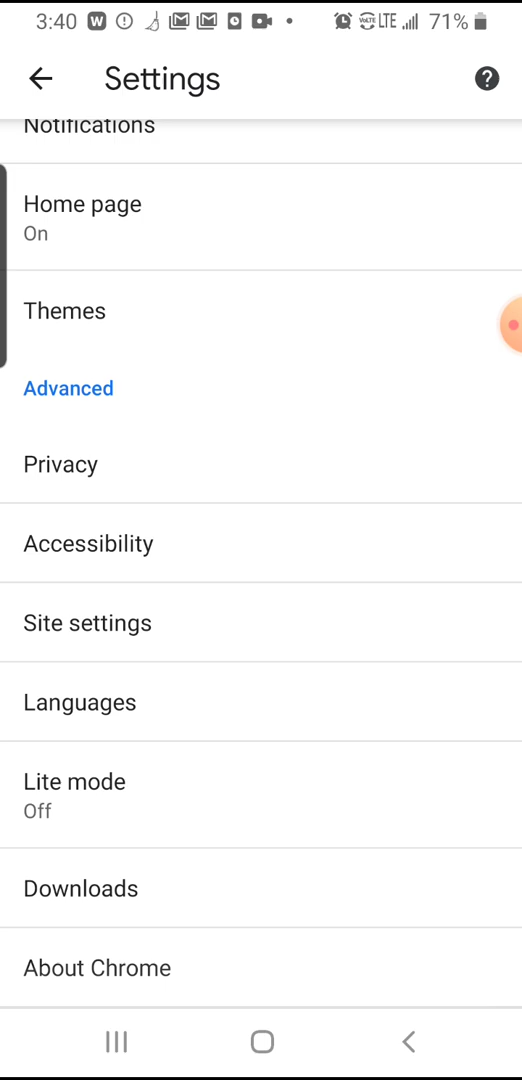 3:40 W VoLTE LTE 71%
Settings ?
Notifications
Home page
On
Themes
Advanced
Privacy
Accessibility
Site settings
Languages
Lite mode
Off
Downloads
About Chrome